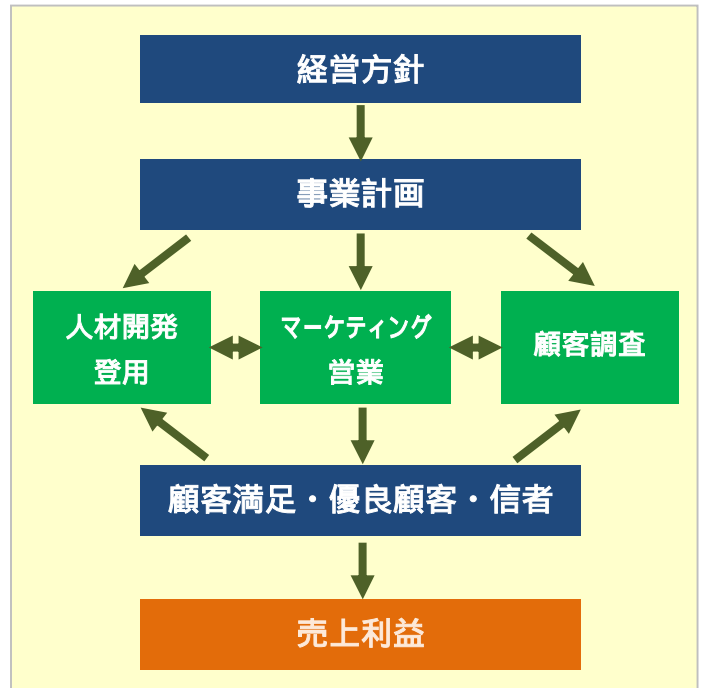 経営方針
事業計画
人材開発
登用
マーケティング
営業
顧客調査
顧客満足・優良顧客・信者
売上利益